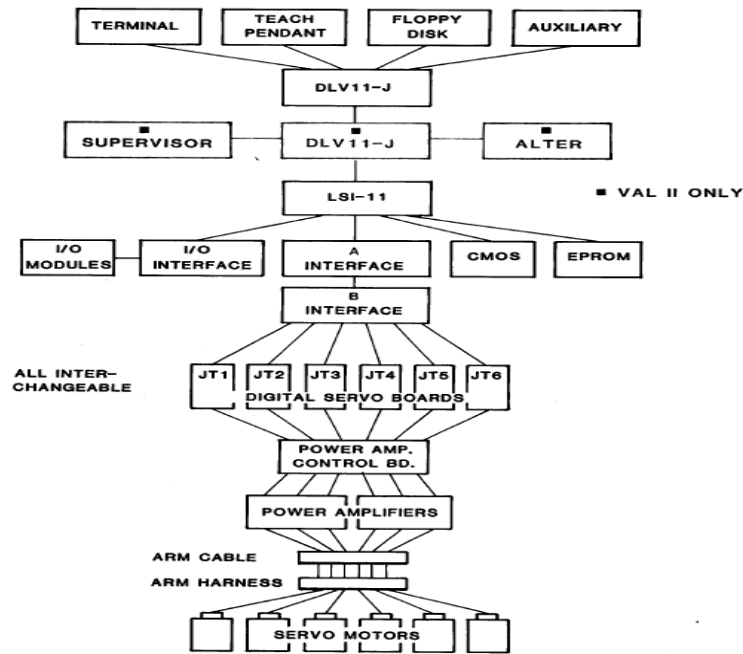 TERMINAL
TEACH
PENDANT
FLOPPY
DISK
AUXILIARY
DLV11-J
SUPERVISOR
DLV11-J
ALTER
LSI-11
■ VAL II ONLY
I/O
MODULES
I/O
INTERFACE
A
INTERFACE
CMOS
EPROM
B
INTERFACE
ALL INTER-
CHANGEABLE
JT1 JT2 JT3 JT4 JT5 JT6
DIGITAL SERVO BOARDS
POWER AMP.
CONTROL BD.
POWER AMPLIFIERS
ARM CABLE
ARM HARNESS
SERVO MOTORS